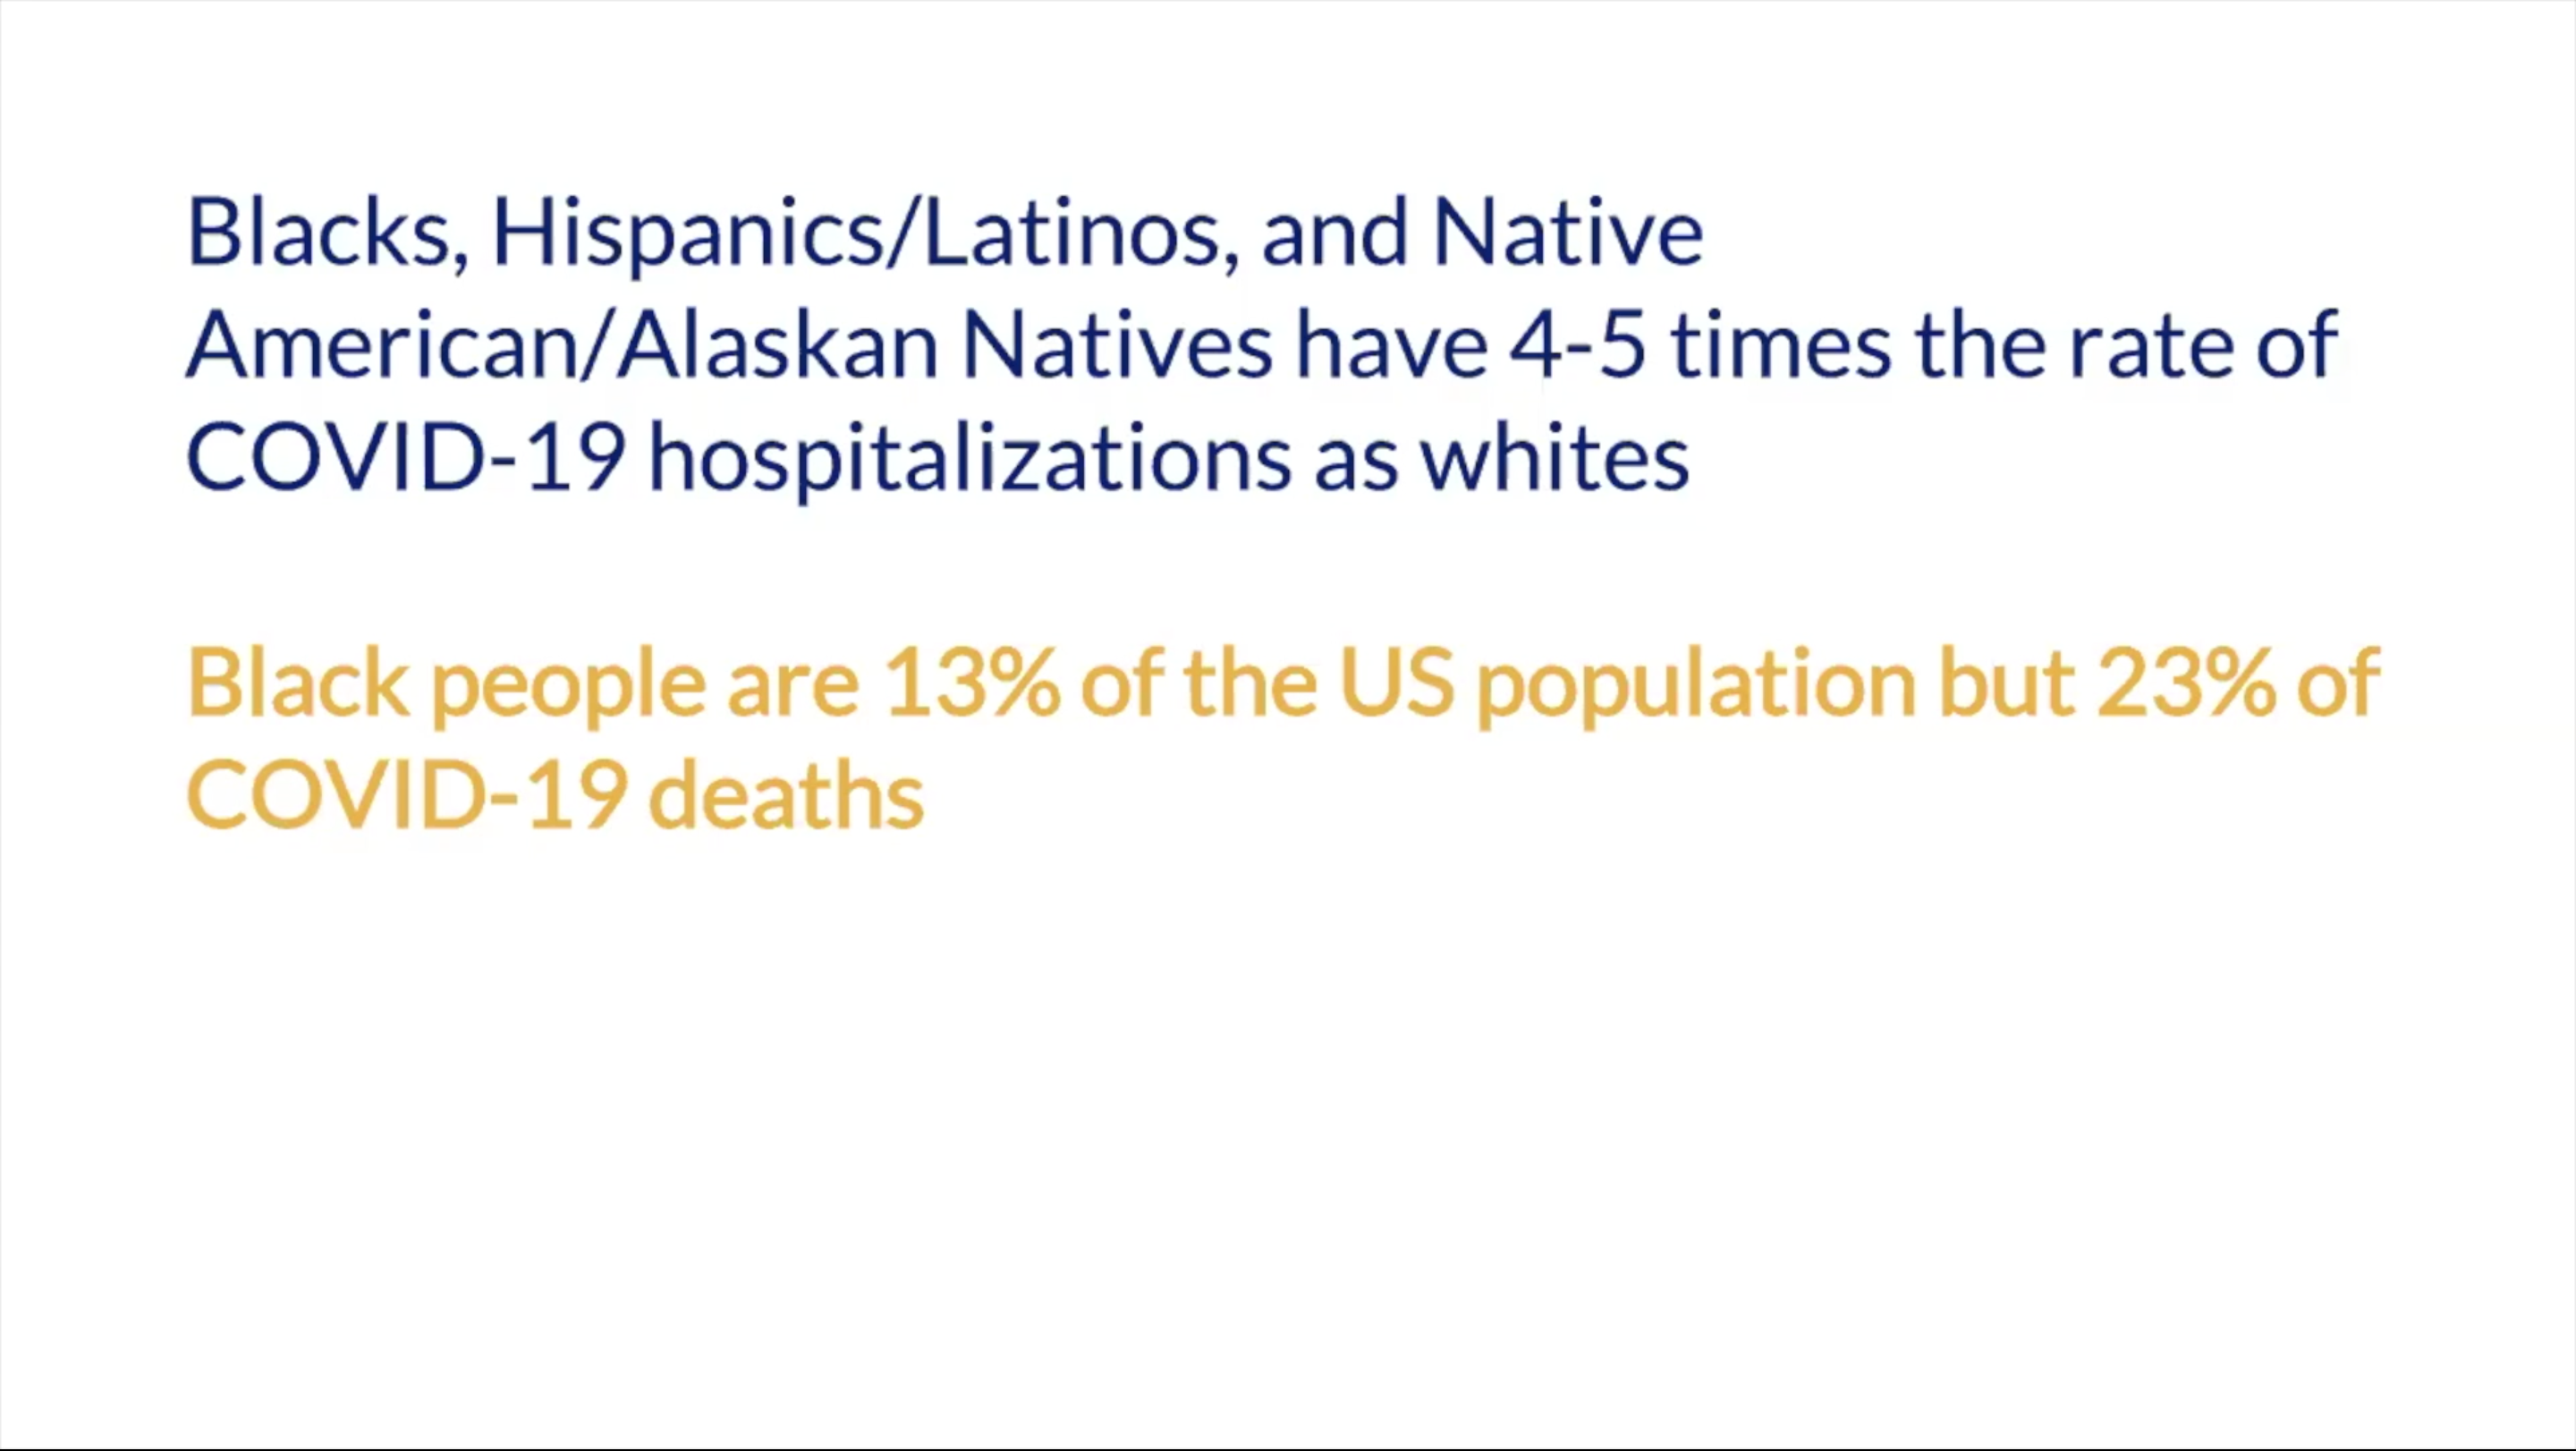 Blacks, Hispanics/Latinos, and Native
American/Alaskan Natives have 4-5 times the rate of
COVID-19 hospitalizations as whites
Black people are 13% of the US population but 23% of
COVID-19 deaths